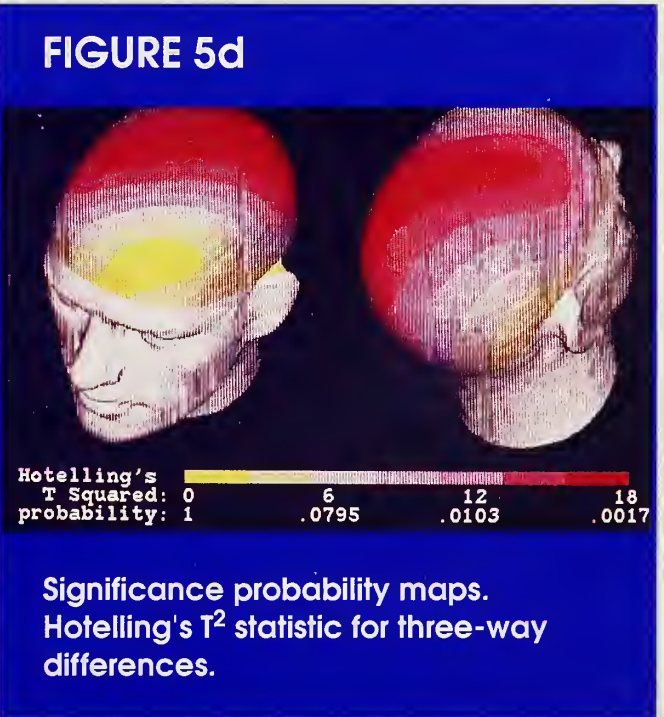 FIGURE 5d
Hotelling's
T Squared: 0 6 12 18
probability: 1 .0795 .0103 .0017
Significance probability maps.
Hotelling's T² statistic for three-way
differences.